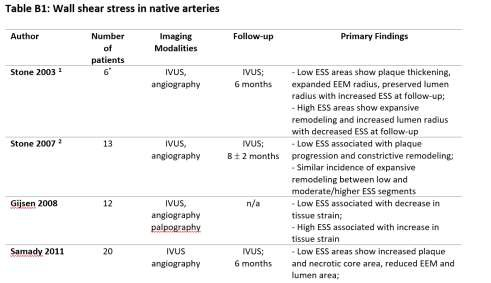 Table B1: Wall shear stress in native arteries
Author Number of patients Imaging Modalities Follow-up Primary Findings
Stone 2003 1 6* IVUS, angiography IVUS; 6 months
- Low ESS areas show plaque thickening,
expanded EEM radius, preserved lumen
radius with increased ESS at follow-up;
- High ESS areas show expansive
remodeling and increased lumen radius
with decreased ESS at follow-up
Stone 2007 2 13 IVUS, angiography IVUS; 8 ± 2 months
- Low ESS associated with plaque
progression and constrictive remodeling;
- Similar incidence of expansive
remodeling between low and
moderate/higher ESS segments
Gijsen 2008 12 IVUS, angiography palpography n/a
- Low ESS associated with decrease in
tissue strain;
- High ESS associated with increase in
tissue strain
Samady 2011 20 IVUS angiography IVUS; 6 months
- Low ESS areas show increased plaque
and necrotic core area, reduced EEM and
lumen area;